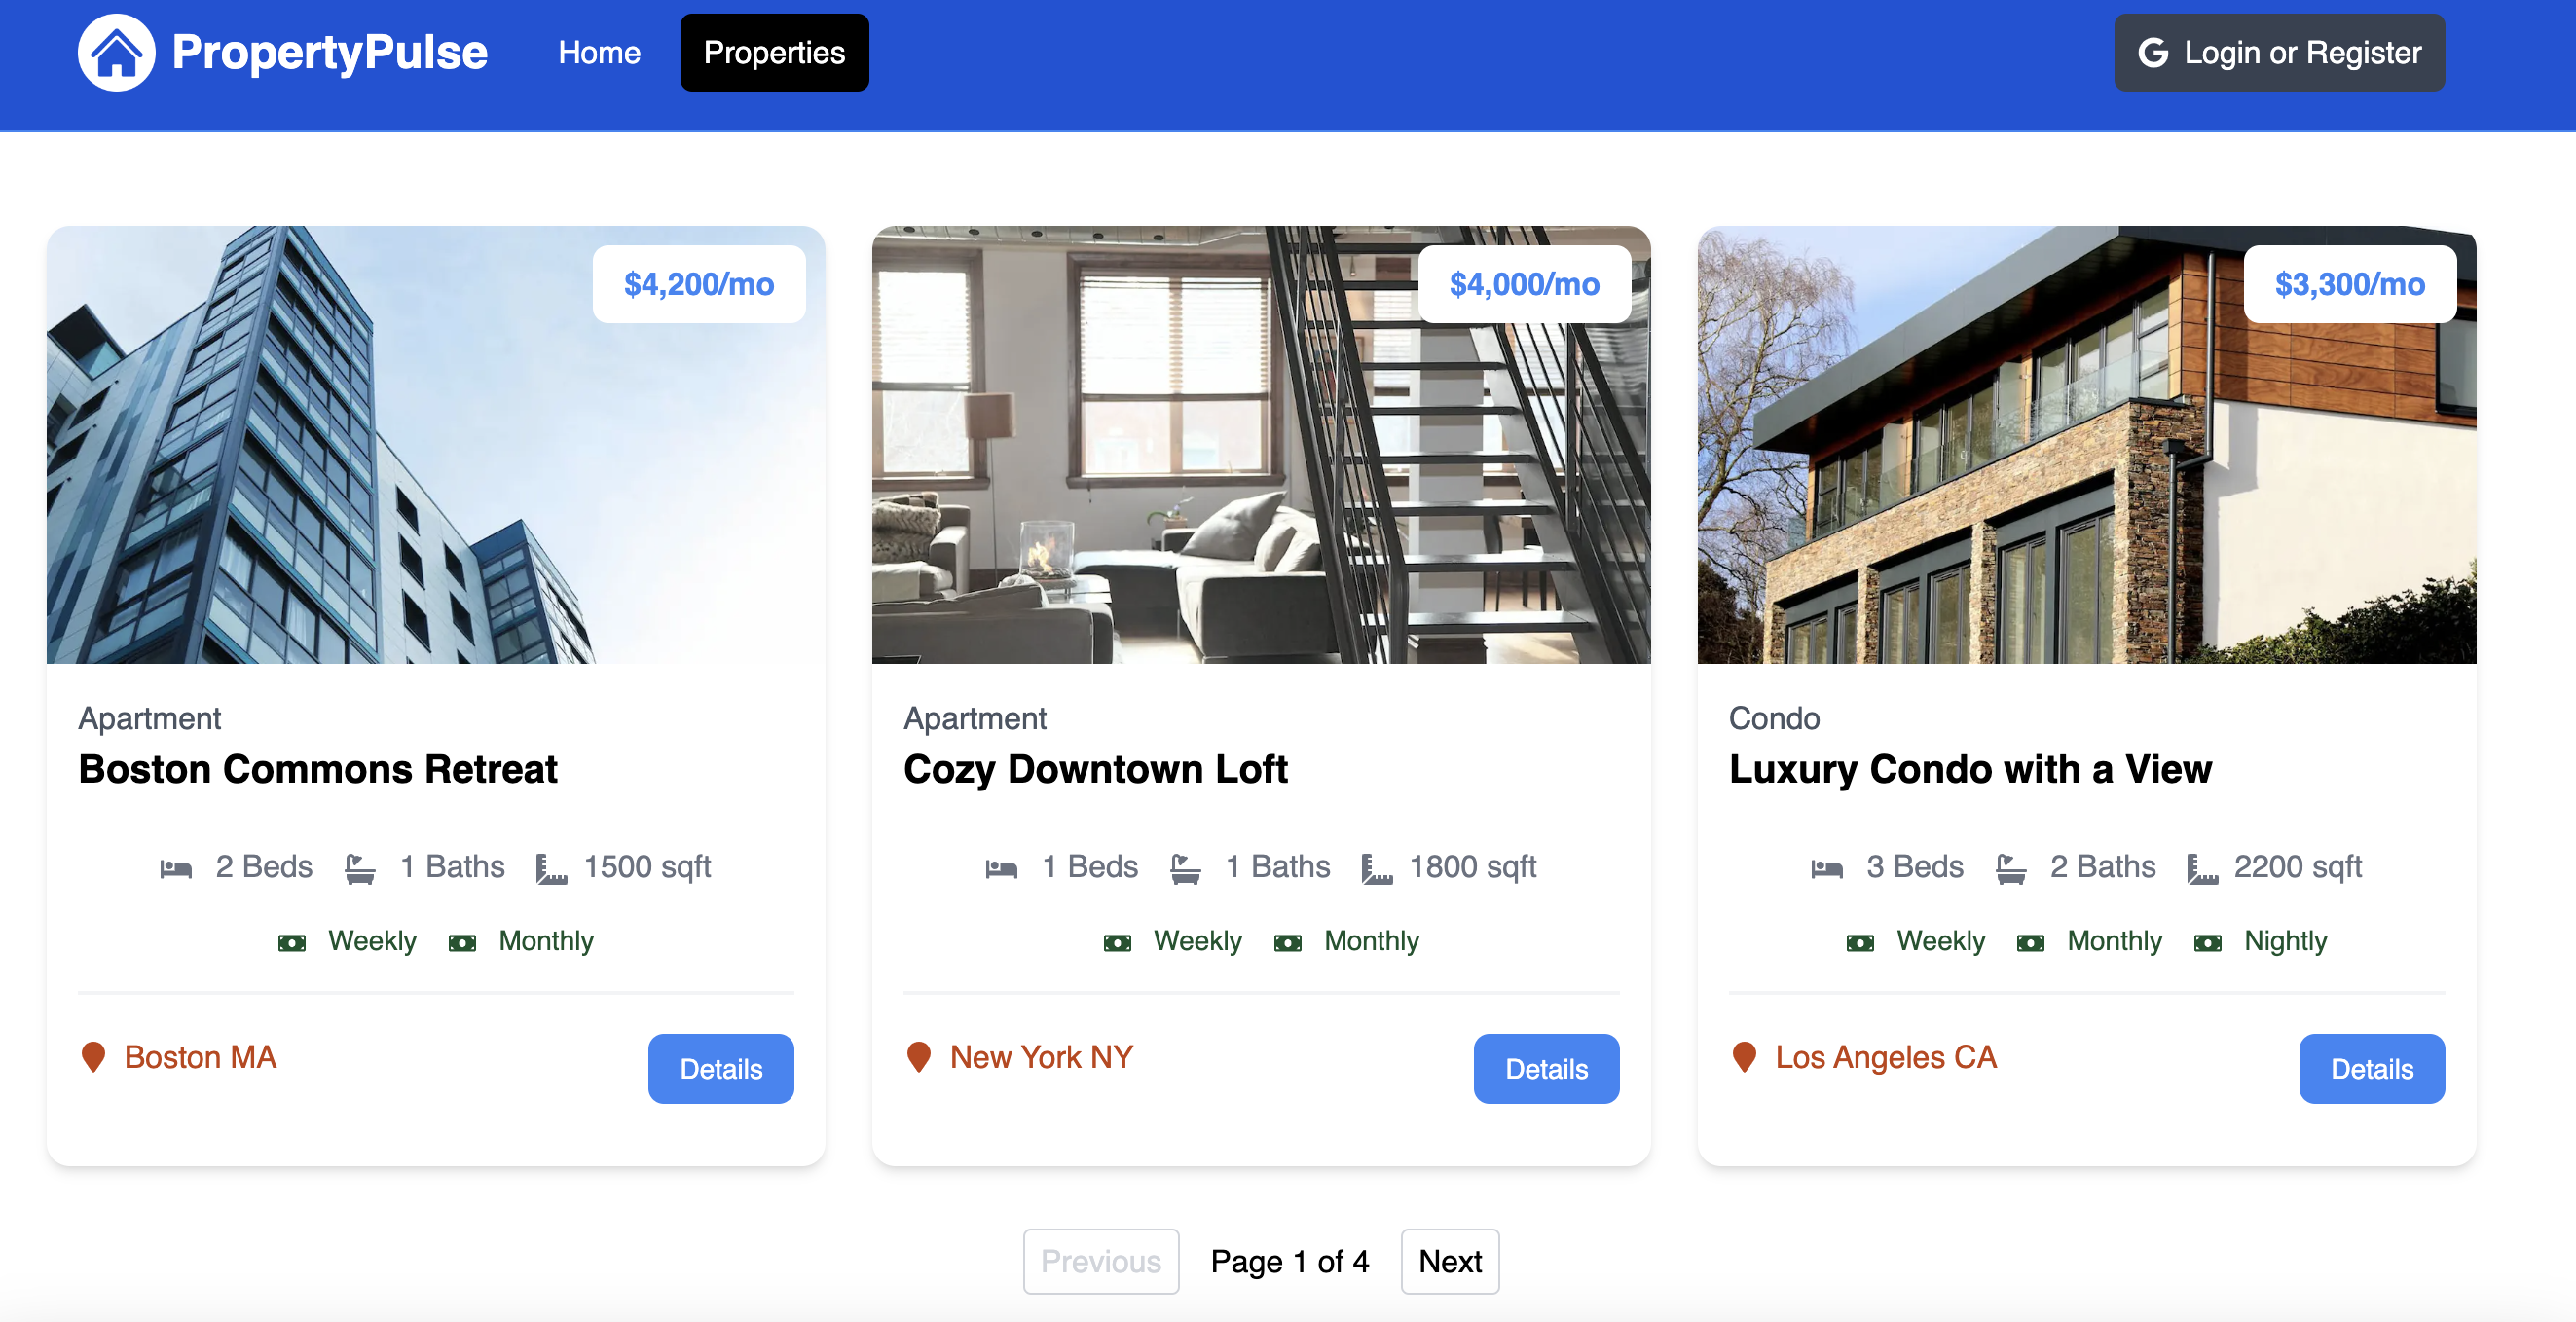 PropertyPulse Home Properties Login or Register
$4,200/mo
Apartment
Boston Commons Retreat
2 Beds 1 Baths 1500 sqft
Weekly Monthly
Boston MA Details
$4,000/mo
Apartment
Cozy Downtown Loft
1 Beds 1 Baths 1800 sqft
Weekly Monthly
New York NY Details
$3,300/mo
Condo
Luxury Condo with a View
3 Beds 2 Baths 2200 sqft
Weekly Monthly Nightly
Los Angeles CA Details
Previous Page 1 of 4 Next